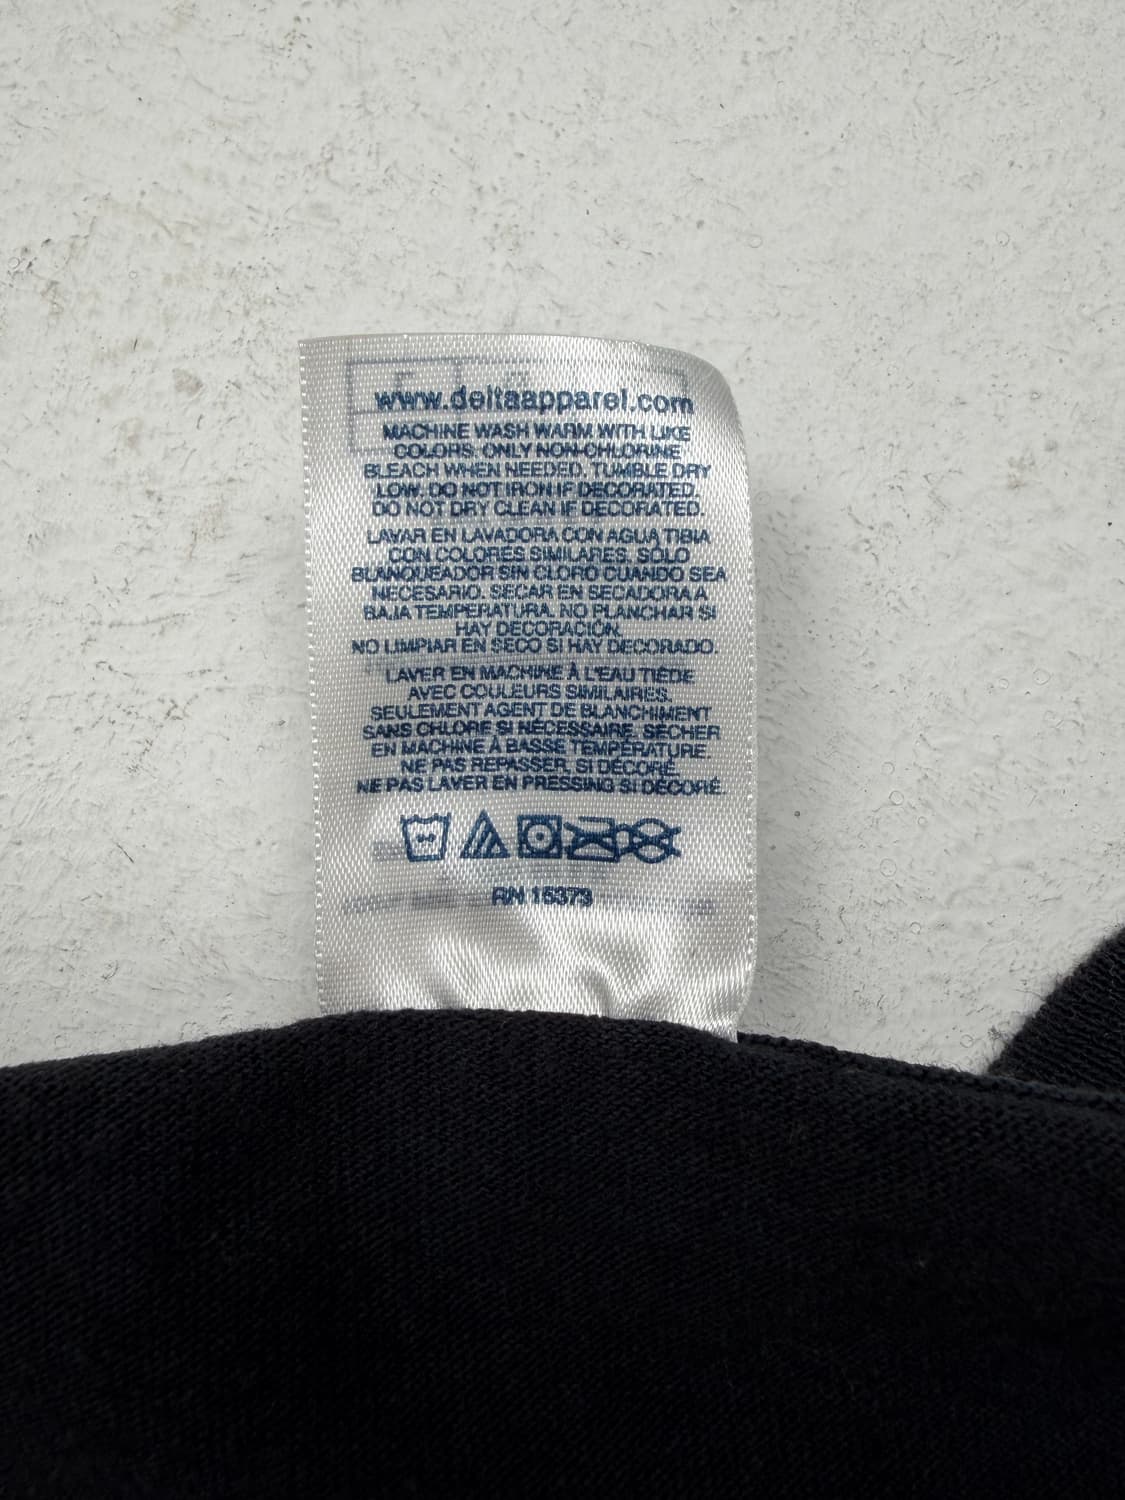 www.deltaapparel.com
MACHINE WASH WARM WITH LIKE
COLORS. ONLY NON-CHLORINE
BLEACH WHEN NEEDED. TUMBLE DRY
LOW. DO NOT IRON IF DECORATED.
DO NOT DRY CLEAN IF DECORATED.
LAVAR EN LAVADORA CON AGUA TIBIA
CON COLORES SIMILARES. SÓLO
BLANQUEADOR SIN CLORO CUANDO SEA
NECESARIO. SECAR EN SECADORA A
BAJA TEMPERATURA. NO PLANCHAR SI
HAY DECORACIÓN.
NO LIMPIAR EN SECO SI HAY DECORADO.
LAVER EN MACHINE À L'EAU TIÈDE
AVEC COULEURS SIMILAIRES.
SEULEMENT AGENT DE BLANCHIMENT
SANS CHLORE SI NÉCESSAIRE. SÉCHER
EN MACHINE À BASSE TEMPÉRATURE.
NE PAS REPASSER, SI DÉCORÉ.
NE PAS LAVER EN PRESSING SI DÉCORÉ.
RN 15373